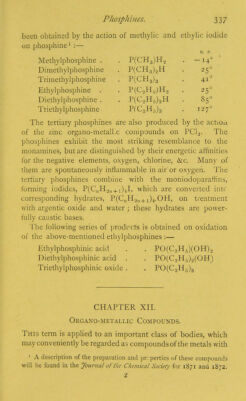 Phosphines. 337
been obtained by the action of methylic and ethylic iodide
on phosphine¹ :—
B. P.
Methylphosphine . . P(CH₃)H₂ . — 14°
Dimethylphosphine . P(CH₃)₂H . 25°
Trimethylphosphine . P(CH₃)₃ . 41°
Ethylphosphine . . P(C₂H₅)H₂ . 25°
Diethylphosphine . . P(C₂H₅)₂H . 85°
Triethylphosphine . P(C₂H₅)₃ . 127°
The tertiary phosphines are also produced by the action
of the zinc organo-metallic compounds on PCl₃. The
phosphines exhibit the most striking resemblance to the
monamines, but are distinguished by their energetic affinities
for the negative elements, oxygen, chlorine, &c. Many of
them are spontaneously inflammable in air or oxygen. The
tertiary phosphines combine with the moniodoparaffins,
forming iodides, P(CₙH₂ₙ₊₁)₄I, which are converted into
corresponding hydrates, P(CₙH₂ₙ₊₁)₄OH, on treatment
with argentic oxide and water ; these hydrates are power-
fully caustic bases.
The following series of products is obtained on oxidation
of the above-mentioned ethylphosphines :—
Ethylphosphinic acid . PO(C₂H₅)(OH)₂
Diethylphosphinic acid . PO(C₂H₅)₂(OH)
Triethylphosphinic oxide . . PO(C₂H₅)₃
CHAPTER XII.
ORGANO-METALLIC COMPOUNDS.
THIS term is applied to an important class of bodies, which
may conveniently be regarded as compounds of the metals with
¹ A description of the preparation and properties of these compounds
will be found in the Journal of the Chemical Society for 1871 and 1872.
Z